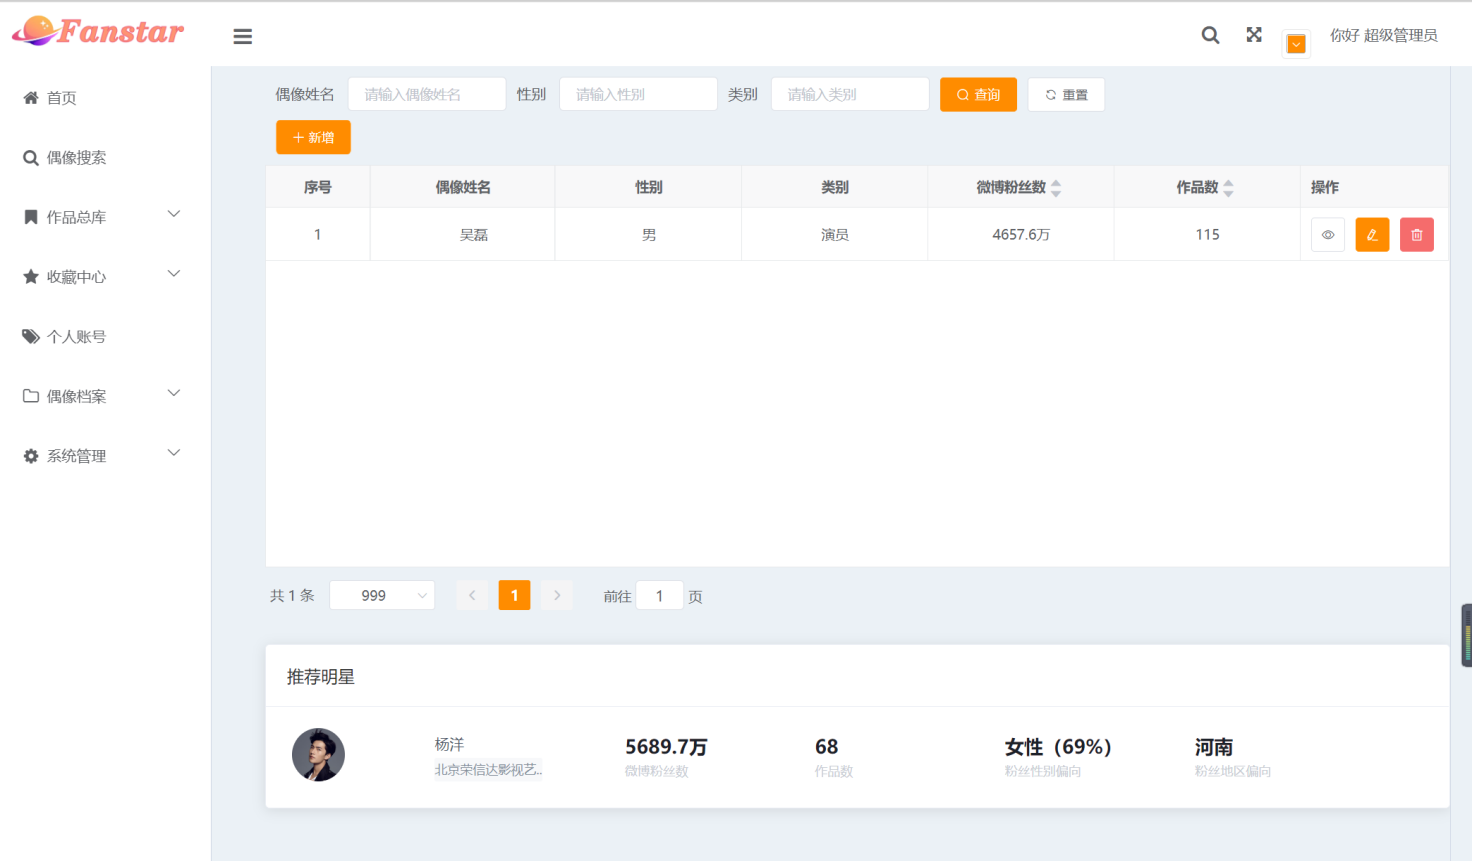 Fanstar
你好 超级管理员
首页
偶像搜索
作品总库
收藏中心
个人账号
偶像档案
系统管理
偶像姓名 请输入偶像姓名 性别 请输入性别 类别 请输入类别 查询 重置
新增
序号 偶像姓名 性别 类别 微博粉丝数 作品数 操作
1 吴磊 男 演员 4657.6万 115
共 1 条 999 1 前往 1 页
推荐明星
杨洋 5689.7万 68 女性（69%） 河南
北京荣信达影视艺.. 微博粉丝数 作品数 粉丝性别偏向 粉丝地区偏向